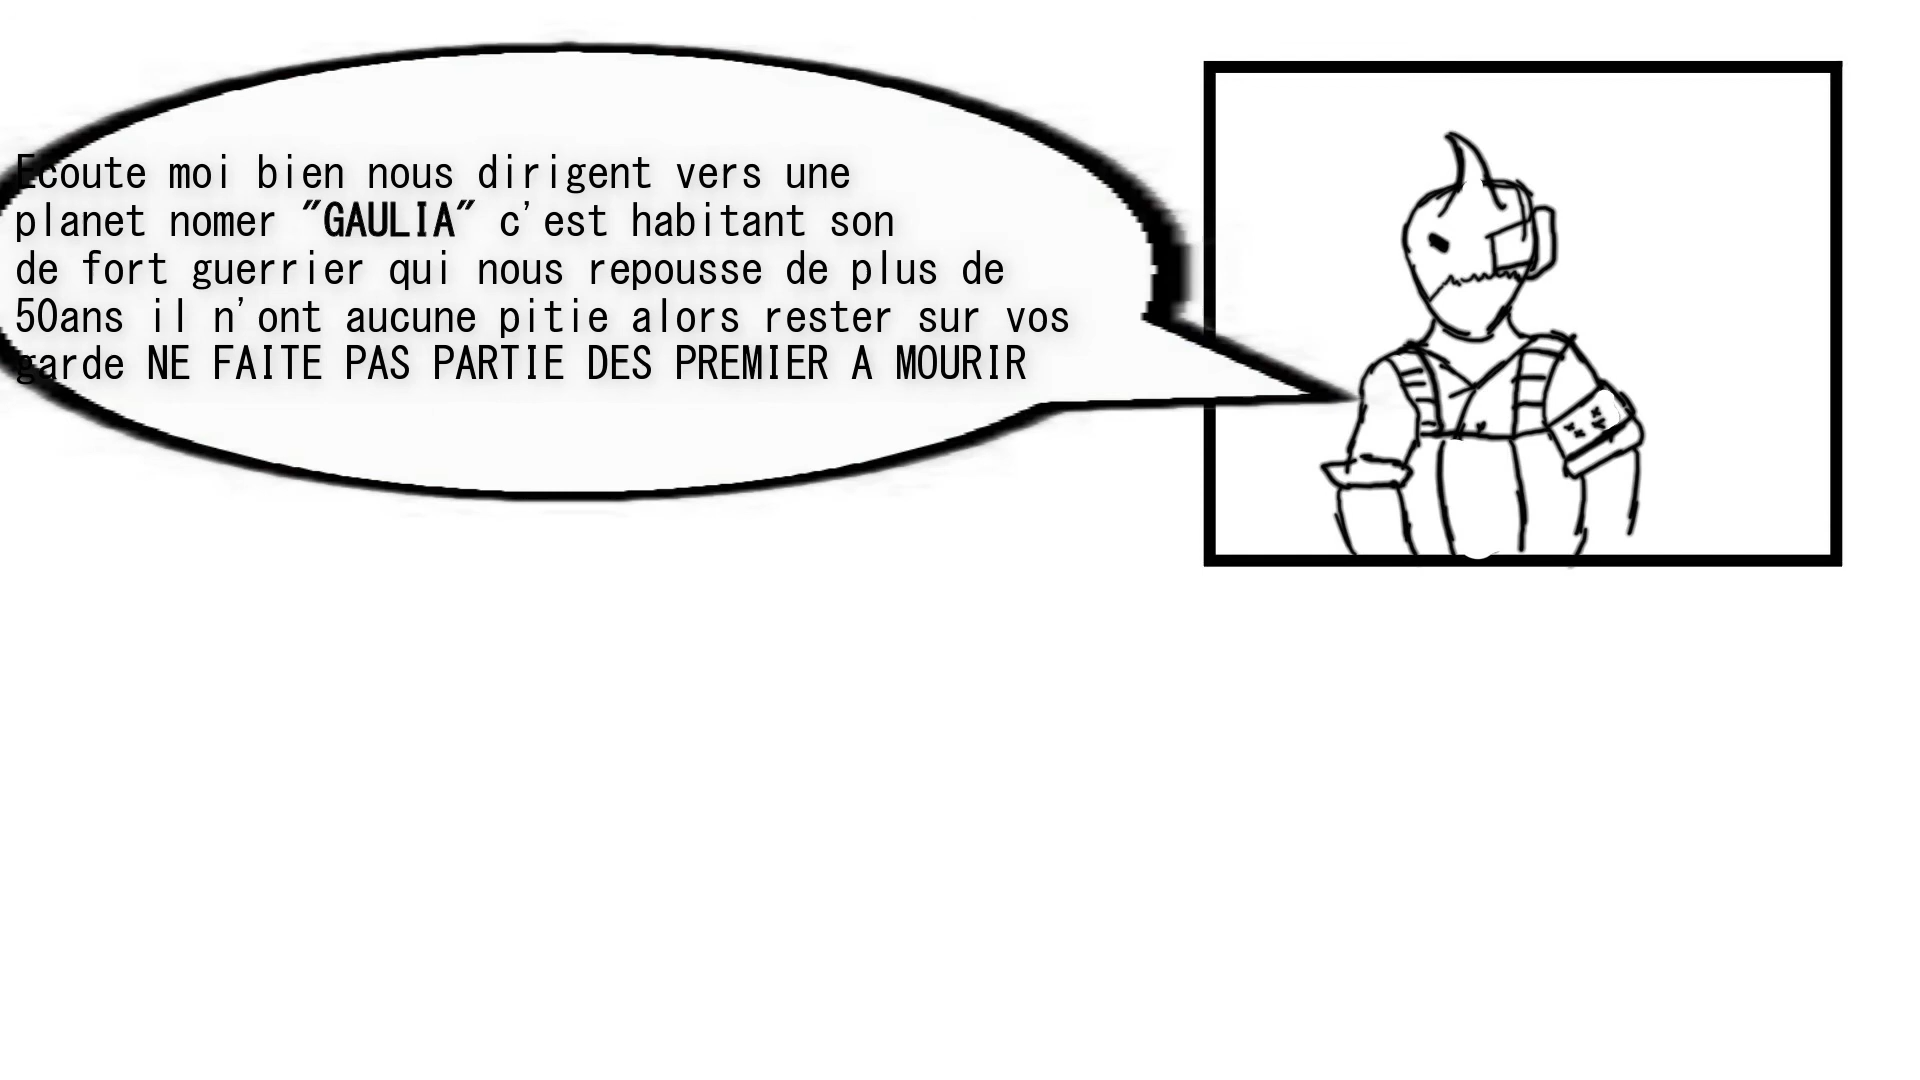 Ecoute moi bien nous dirigent vers une
planet nomer "GAULIA" c'est habitant son
de fort guerrier qui nous repousse de plus de
50ans il n'ont aucune pitie alors rester sur vos
garde NE FAITE PAS PARTIE DES PREMIER A MOURIR